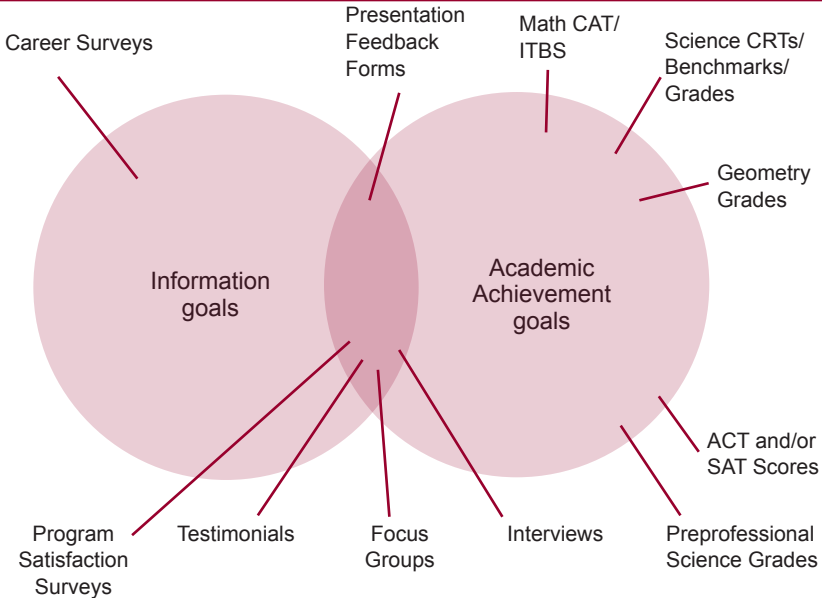 Career Surveys
Presentation
Feedback
Forms
Math CAT/
ITBS
Science CRTs/
Benchmarks/
Grades
Geometry
Grades
Information
goals
Academic
Achievement
goals
ACT and/or
SAT Scores
Program
Satisfaction
Surveys
Testimonials
Focus
Groups
Interviews
Preprofessional
Science Grades